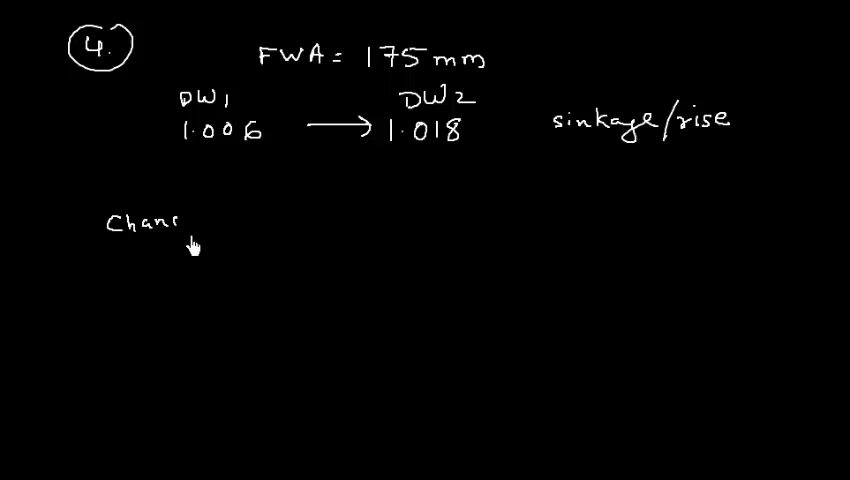 4.
FWA = 175 mm
DW1 DW2
1.006 → 1.018 sinkage/rise
Chan